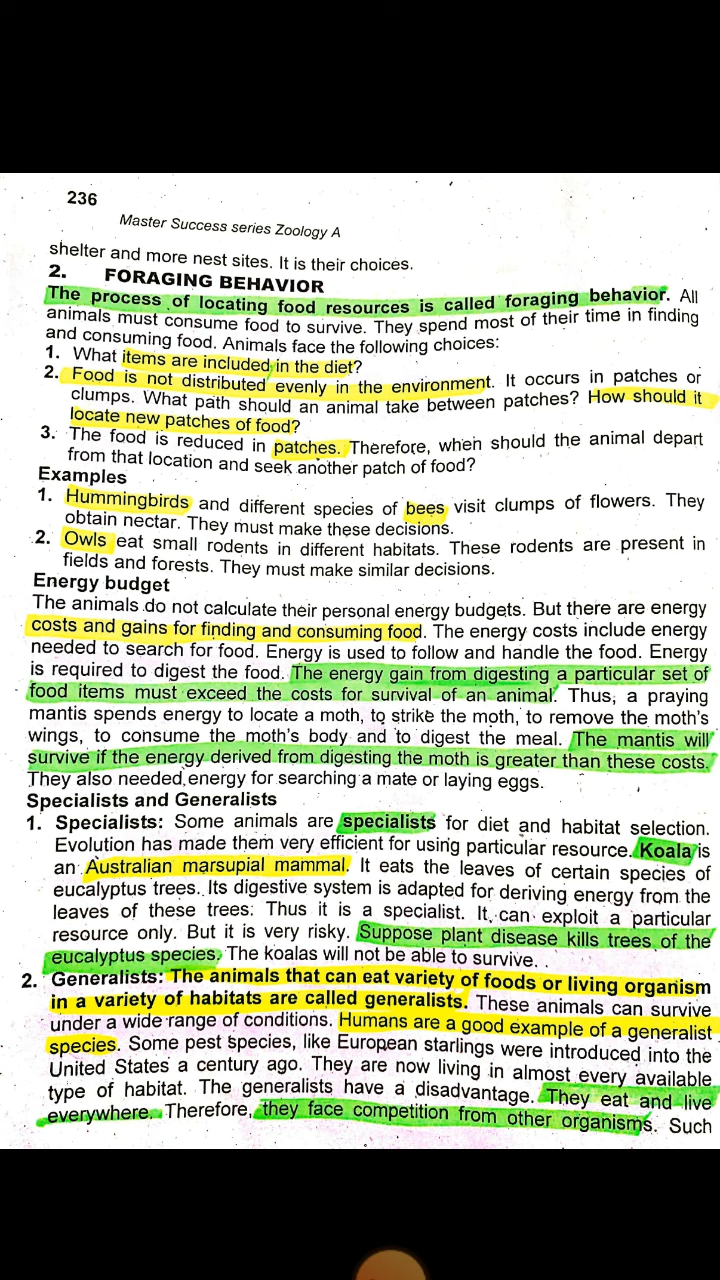 236
Master Success series Zoology A
shelter and more nest sites. It is their choices.
2. FORAGING BEHAVIOR
The process of locating food resources is called foraging behavior. All
animals must consume food to survive. They spend most of their time in finding
and consuming food. Animals face the following choices:
1. What items are included in the diet?
2. Food is not distributed evenly in the environment. It occurs in patches or
clumps. What path should an animal take between patches? How should it
locate new patches of food?
3. The food is reduced in patches. Therefore, when should the animal depart
from that location and seek another patch of food?
Examples
1. Hummingbirds and different species of bees visit clumps of flowers. They
obtain nectar. They must make these decisions.
2. Owls eat small rodents in different habitats. These rodents are present in
fields and forests. They must make similar decisions.
Energy budget
The animals do not calculate their personal energy budgets. But there are energy
costs and gains for finding and consuming food. The energy costs include energy
needed to search for food. Energy is used to follow and handle the food. Energy
is required to digest the food. The energy gain from digesting a particular set of
food items must exceed the costs for survival of an animal. Thus, a praying
mantis spends energy to locate a moth, to strike the moth, to remove the moth's
wings, to consume the moth's body and to digest the meal. The mantis will
survive if the energy derived from digesting the moth is greater than these costs.
They also needed energy for searching a mate or laying eggs.
Specialists and Generalists
1. Specialists: Some animals are specialists for diet and habitat selection.
Evolution has made them very efficient for using particular resource. Koala is
an Australian marsupial mammal. It eats the leaves of certain species of
eucalyptus trees. Its digestive system is adapted for deriving energy from the
leaves of these trees: Thus it is a specialist. It can exploit a particular
resource only. But it is very risky. Suppose plant disease kills trees of the
eucalyptus species. The koalas will not be able to survive.
2. Generalists: The animals that can eat variety of foods or living organism
in a variety of habitats are called generalists. These animals can survive
under a wide range of conditions. Humans are a good example of a generalist
species. Some pest species, like European starlings were introduced into the
United States a century ago. They are now living in almost every available
type of habitat. The generalists have a disadvantage. They eat and live
everywhere. Therefore, they face competition from other organisms. Such